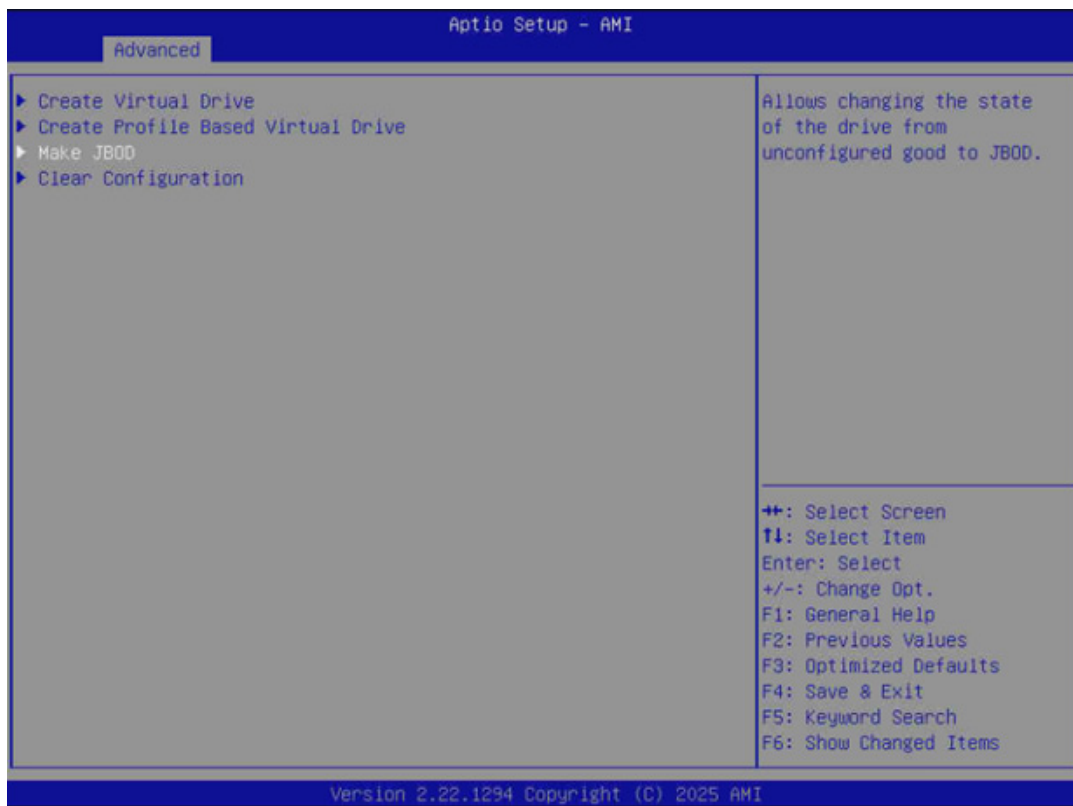 Aptio Setup - AMI
Advanced
Create Virtual Drive
Create Profile Based Virtual Drive
Make JBOD
Clear Configuration
Allows changing the state
of the drive from
unconfigured good to JBOD.
→←: Select Screen
↑↓: Select Item
Enter: Select
+/-: Change Opt.
F1: General Help
F2: Previous Values
F3: Optimized Defaults
F4: Save & Exit
F5: Keyword Search
F6: Show Changed Items
Version 2.22.1294 Copyright (C) 2025 AMI